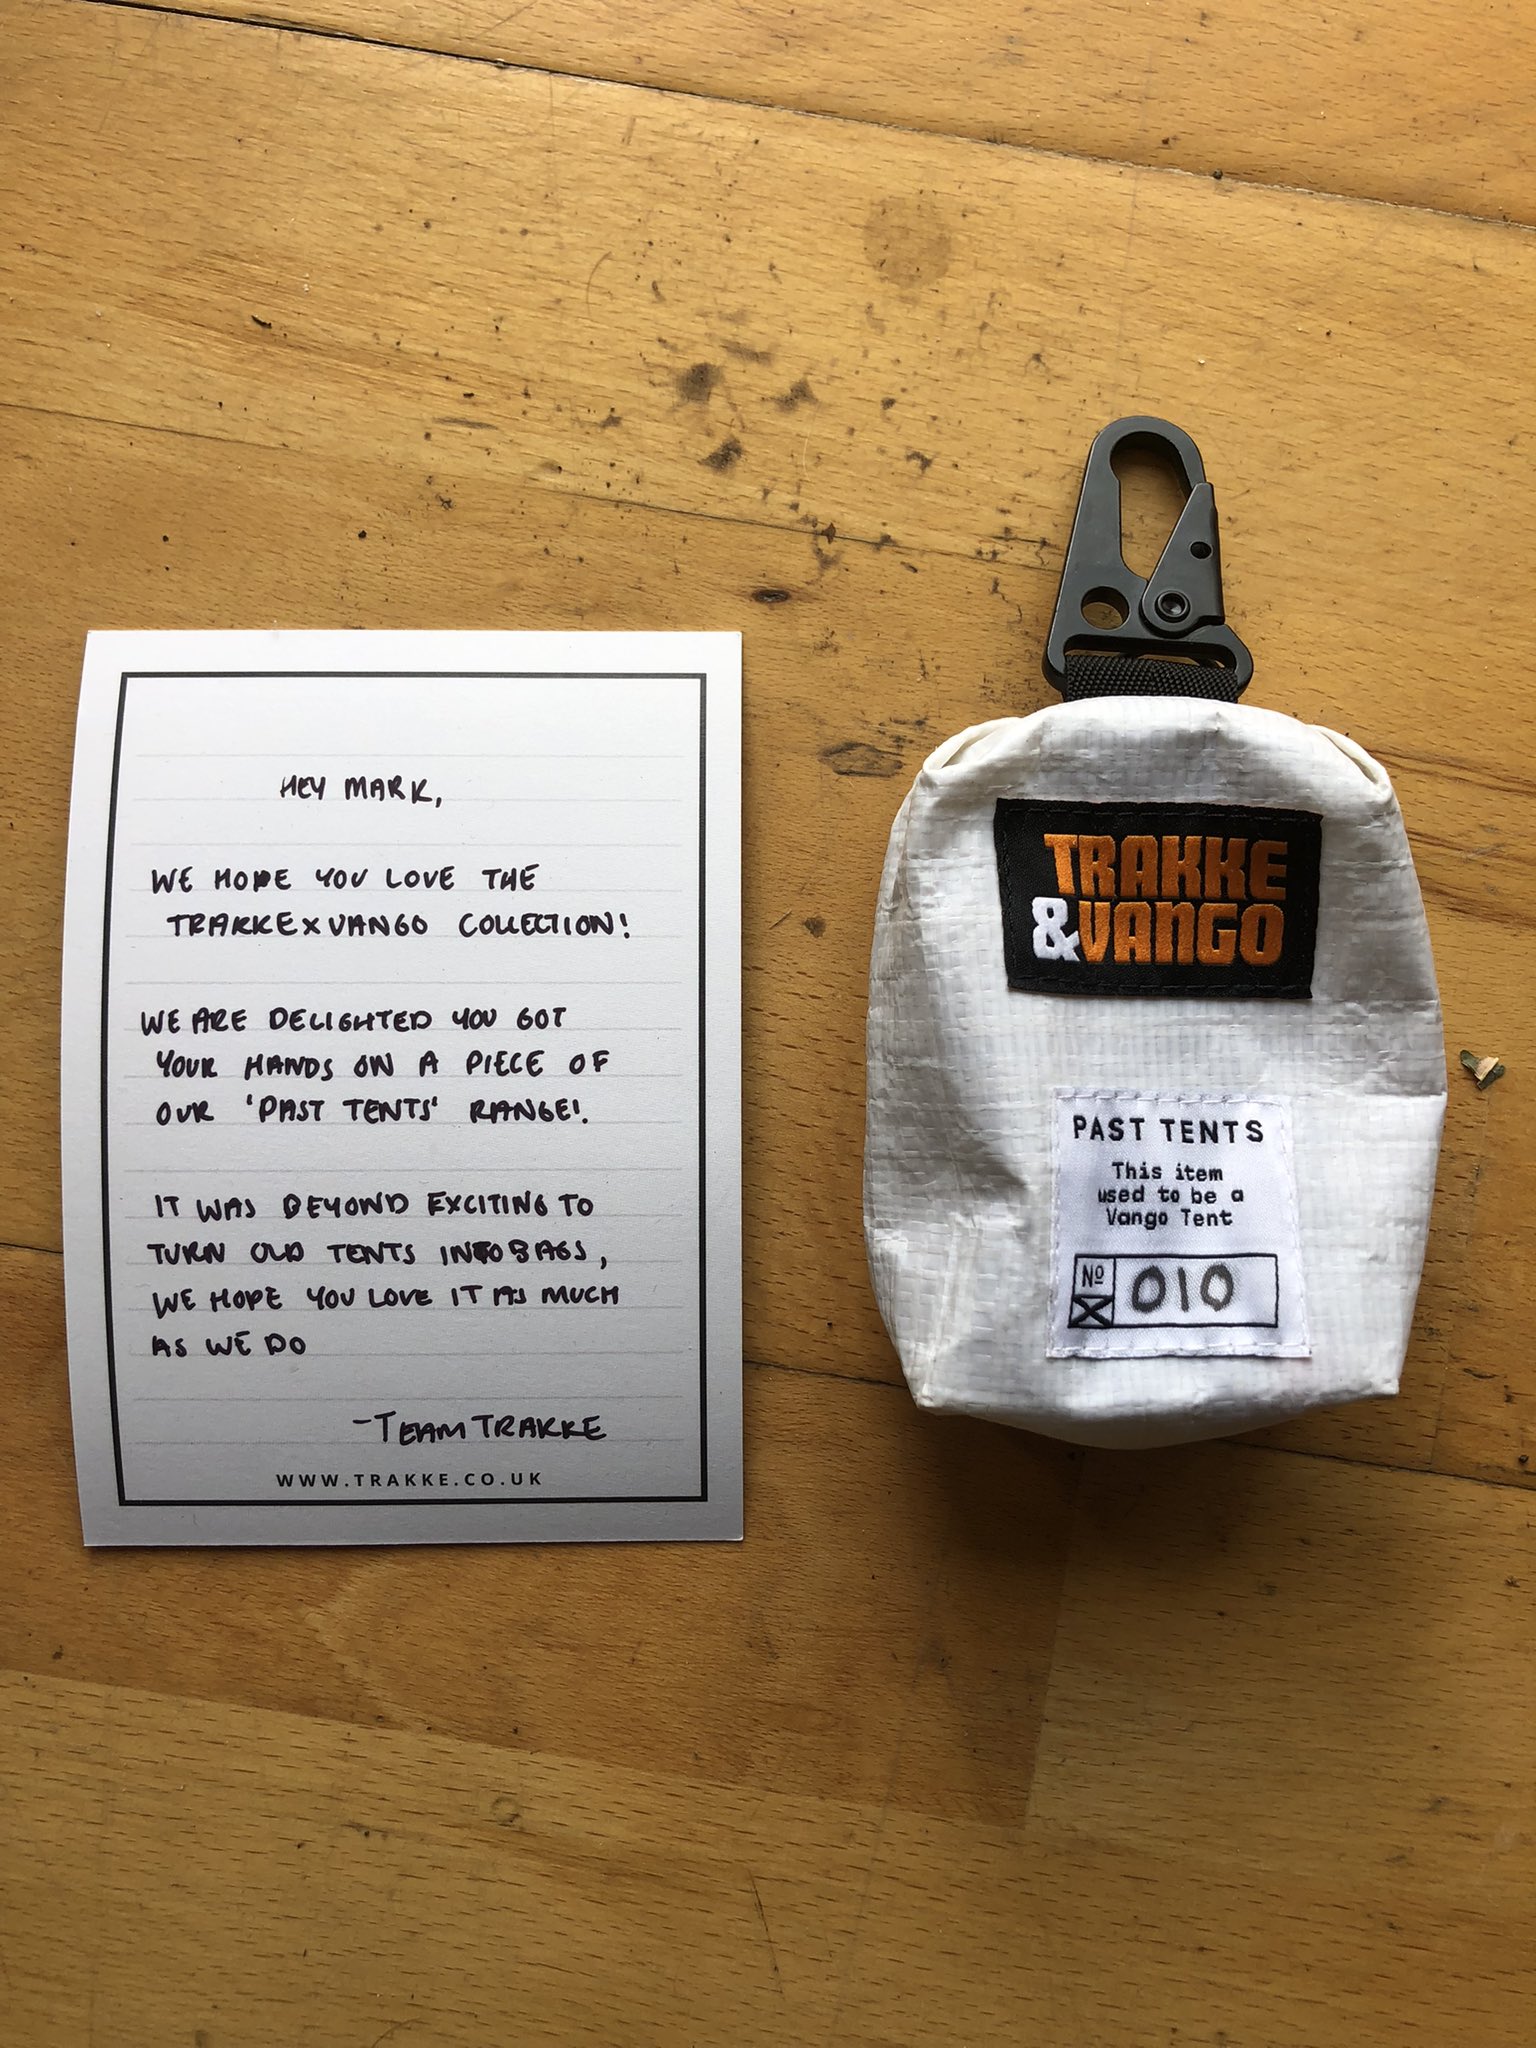 HEY MARK,
WE HOPE YOU LOVE THE
TRAKKE X VANGO COLLECTION!
WE ARE DELIGHTED YOU GOT
YOUR HANDS ON A PIECE OF
OUR 'PAST TENTS' RANGE!
IT WAS BEYOND EXCITING TO
TURN OLD TENTS INTO BAGS,
WE HOPE YOU LOVE IT AS MUCH
AS WE DO
-TEAM TRAKKE
WWW.TRAKKE.CO.UK
TRAKKE
&VANGO
PAST TENTS
This item
used to be a
Vango Tent
Nº 010